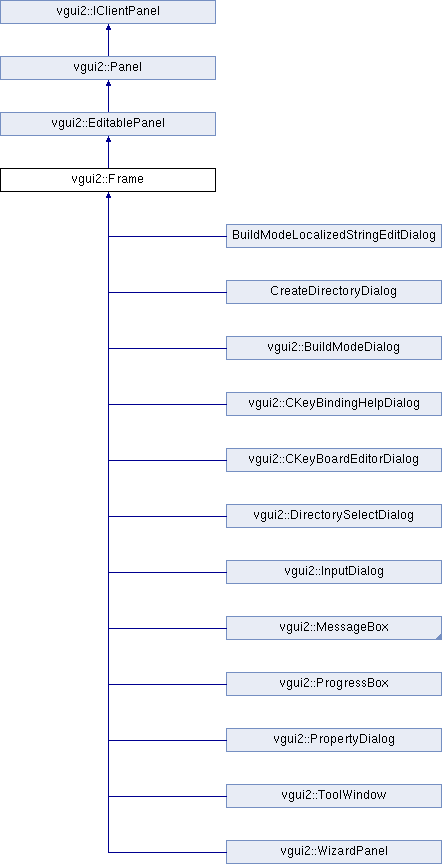 vgui2::IClientPanel
vgui2::Panel
vgui2::EditablePanel
vgui2::Frame
BuildModeLocalizedStringEditDialog
CreateDirectoryDialog
vgui2::BuildModeDialog
vgui2::CKeyBindingHelpDialog
vgui2::CKeyBoardEditorDialog
vgui2::DirectorySelectDialog
vgui2::InputDialog
vgui2::MessageBox
vgui2::ProgressBox
vgui2::PropertyDialog
vgui2::ToolWindow
vgui2::WizardPanel